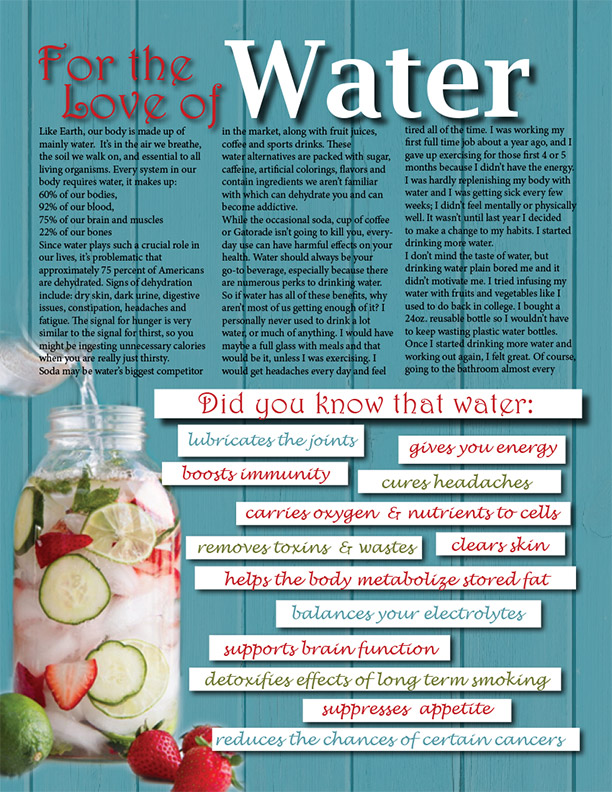 For the
Love of
Water
Like Earth, our body is made up of
mainly water.  It's in the air we breathe,
the soil we walk on, and essential to all
living organisms. Every system in our
body requires water, it makes up:
60% of our bodies,
92% of our blood,
75% of our brain and muscles
22% of our bones
Since water plays such a crucial role in
our lives, it's problematic that
approximately 75 percent of Americans
are dehydrated. Signs of dehydration
include: dry skin, dark urine, digestive
issues, constipation, headaches and
fatigue. The signal for hunger is very
similar to the signal for thirst, so you
might be ingesting unnecessary calories
when you are really just thirsty.
Soda may be water's biggest competitor
in the market, along with fruit juices,
coffee and sports drinks. These
water alternatives are packed with sugar,
caffeine, artificial colorings, flavors and
contain ingredients we aren't familiar
with which can dehydrate you and can
become addictive.
While the occasional soda, cup of coffee
or Gatorade isn't going to kill you, every-
day use can have harmful effects on your
health. Water should always be your
go-to beverage, especially because there
are numerous perks to drinking water.
So if water has all of these benefits, why
aren't most of us getting enough of it? I
personally never used to drink a lot
water, or much of anything. I would have
maybe a full glass with meals and that
would be it, unless I was exercising. I
would get headaches every day and feel
tired all of the time. I was working my
first full time job about a year ago, and I
gave up exercising for those first 4 or 5
months because I didn't have the energy.
I was hardly replenishing my body with
water and I was getting sick every few
weeks; I didn't feel mentally or physically
well. It wasn't until last year I decided
to make a change to my habits. I started
drinking more water.
I don't mind the taste of water, but
drinking water plain bored me and it
didn't motivate me. I tried infusing my
water with fruits and vegetables like I
used to do back in college. I bought a
24oz. reusable bottle so I wouldn't have
to keep wasting plastic water bottles.
Once I started drinking more water and
working out again, I felt great. Of course,
going to the bathroom almost every
Did you know that water:
lubricates the joints
gives you energy
boosts immunity
cures headaches
carries oxygen & nutrients to cells
removes toxins & wastes
clears skin
helps the body metabolize stored fat
balances your electrolytes
supports brain function
detoxifies effects of long term smoking
suppresses appetite
reduces the chances of certain cancers